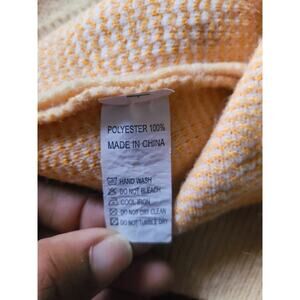 POLYESTER 100%
MADE IN CHINA
HAND WASH
DO NOT BLEACH
COOL IRON
DO NOT DRY CLEAN
DO NOT TUMBLE DRY